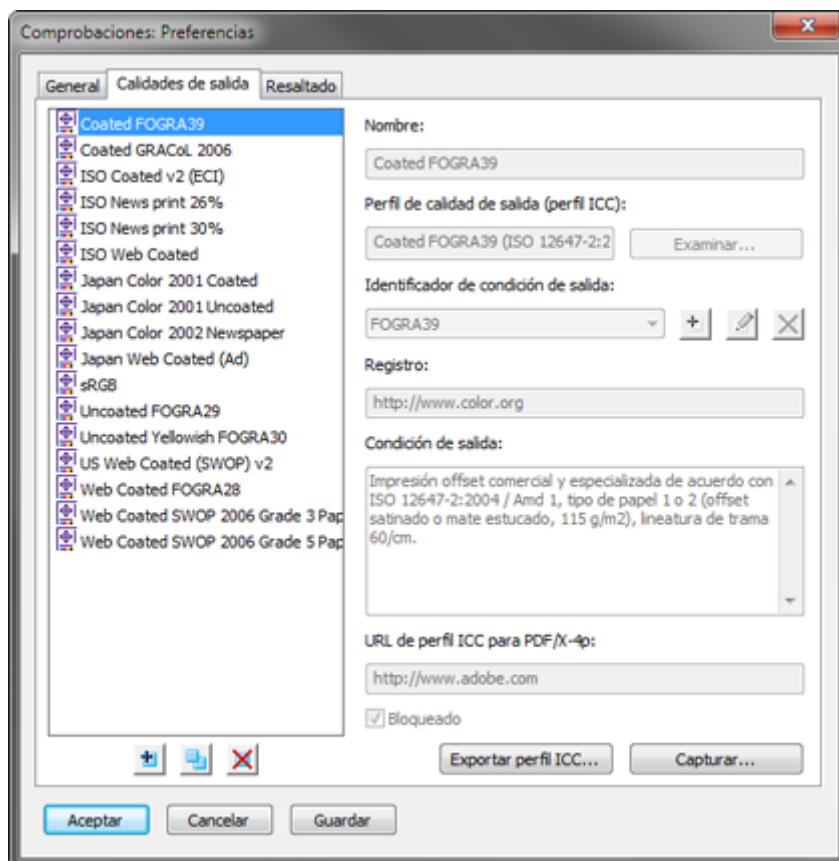 Comprobaciones: Preferencias
General
Calidades de salida
Resaltado
Coated FOGRA39
Coated GRACoL 2006
ISO Coated v2 (ECI)
ISO News print 26%
ISO News print 30%
ISO Web Coated
Japan Color 2001 Coated
Japan Color 2001 Uncoated
Japan Color 2002 Newspaper
Japan Web Coated (Ad)
sRGB
Uncoated FOGRA29
Uncoated Yellowish FOGRA30
US Web Coated (SWOP) v2
Web Coated FOGRA28
Web Coated SWOP 2006 Grade 3 Pap
Web Coated SWOP 2006 Grade 5 Pap
Nombre:
Coated FOGRA39
Perfil de calidad de salida (perfil ICC):
Coated FOGRA39 (ISO 12647-2:2
Examinar...
Identificador de condición de salida:
FOGRA39
Registro:
http://www.color.org
Condición de salida:
Impresión offset comercial y especializada de acuerdo con
ISO 12647-2:2004 / Amd 1, tipo de papel 1 o 2 (offset
satinado o mate estucado, 115 g/m2), lineatura de trama
60/cm.
URL de perfil ICC para PDF/X-4p:
http://www.adobe.com
Bloqueado
Exportar perfil ICC...
Capturar...
Aceptar
Cancelar
Guardar